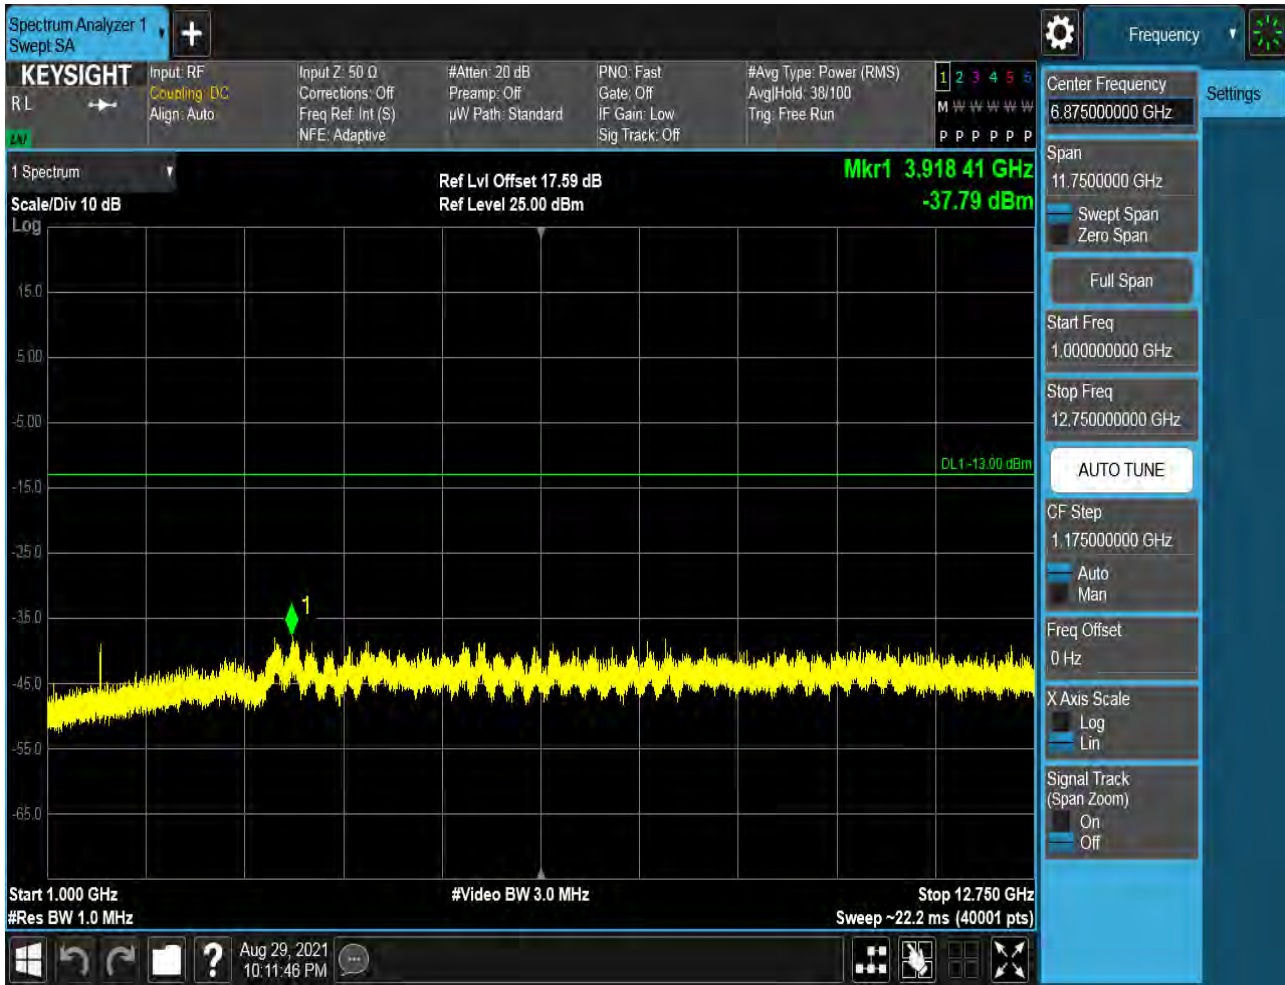 Spectrum Analyzer 1
Swept SA
Frequency
KEYSIGHT
R L
LNI
Input: RF
Coupling: DC
Align: Auto
Input Z: 50 Ω
Corrections: Off
Freq Ref: Int (S)
NFE: Adaptive
#Atten: 20 dB
Preamp: Off
µW Path: Standard
PNO: Fast
Gate: Off
IF Gain: Low
Sig Track: Off
#Avg Type: Power (RMS)
Avg|Hold: 38/100
Trig: Free Run
1 2 3 4 5 6
M W W W W W
P P P P P P
1 Spectrum
Scale/Div 10 dB
Log
Ref Lvl Offset 17.59 dB
Ref Level 25.00 dBm
Mkr1 3.918 41 GHz
-37.79 dBm
15.0
5.00
-5.00
DL1 -13.00 dBm
-15.0
-25.0
1
-35.0
-45.0
-55.0
-65.0
Start 1.000 GHz
#Res BW 1.0 MHz
#Video BW 3.0 MHz
Stop 12.750 GHz
Sweep ~22.2 ms (40001 pts)
Center Frequency
6.875000000 GHz
Settings
Span
11.7500000 GHz
Swept Span
Zero Span
Full Span
Start Freq
1.000000000 GHz
Stop Freq
12.750000000 GHz
AUTO TUNE
CF Step
1.175000000 GHz
Auto
Man
Freq Offset
0 Hz
X Axis Scale
Log
Lin
Signal Track
(Span Zoom)
On
Off
?
Aug 29, 2021
10:11:46 PM